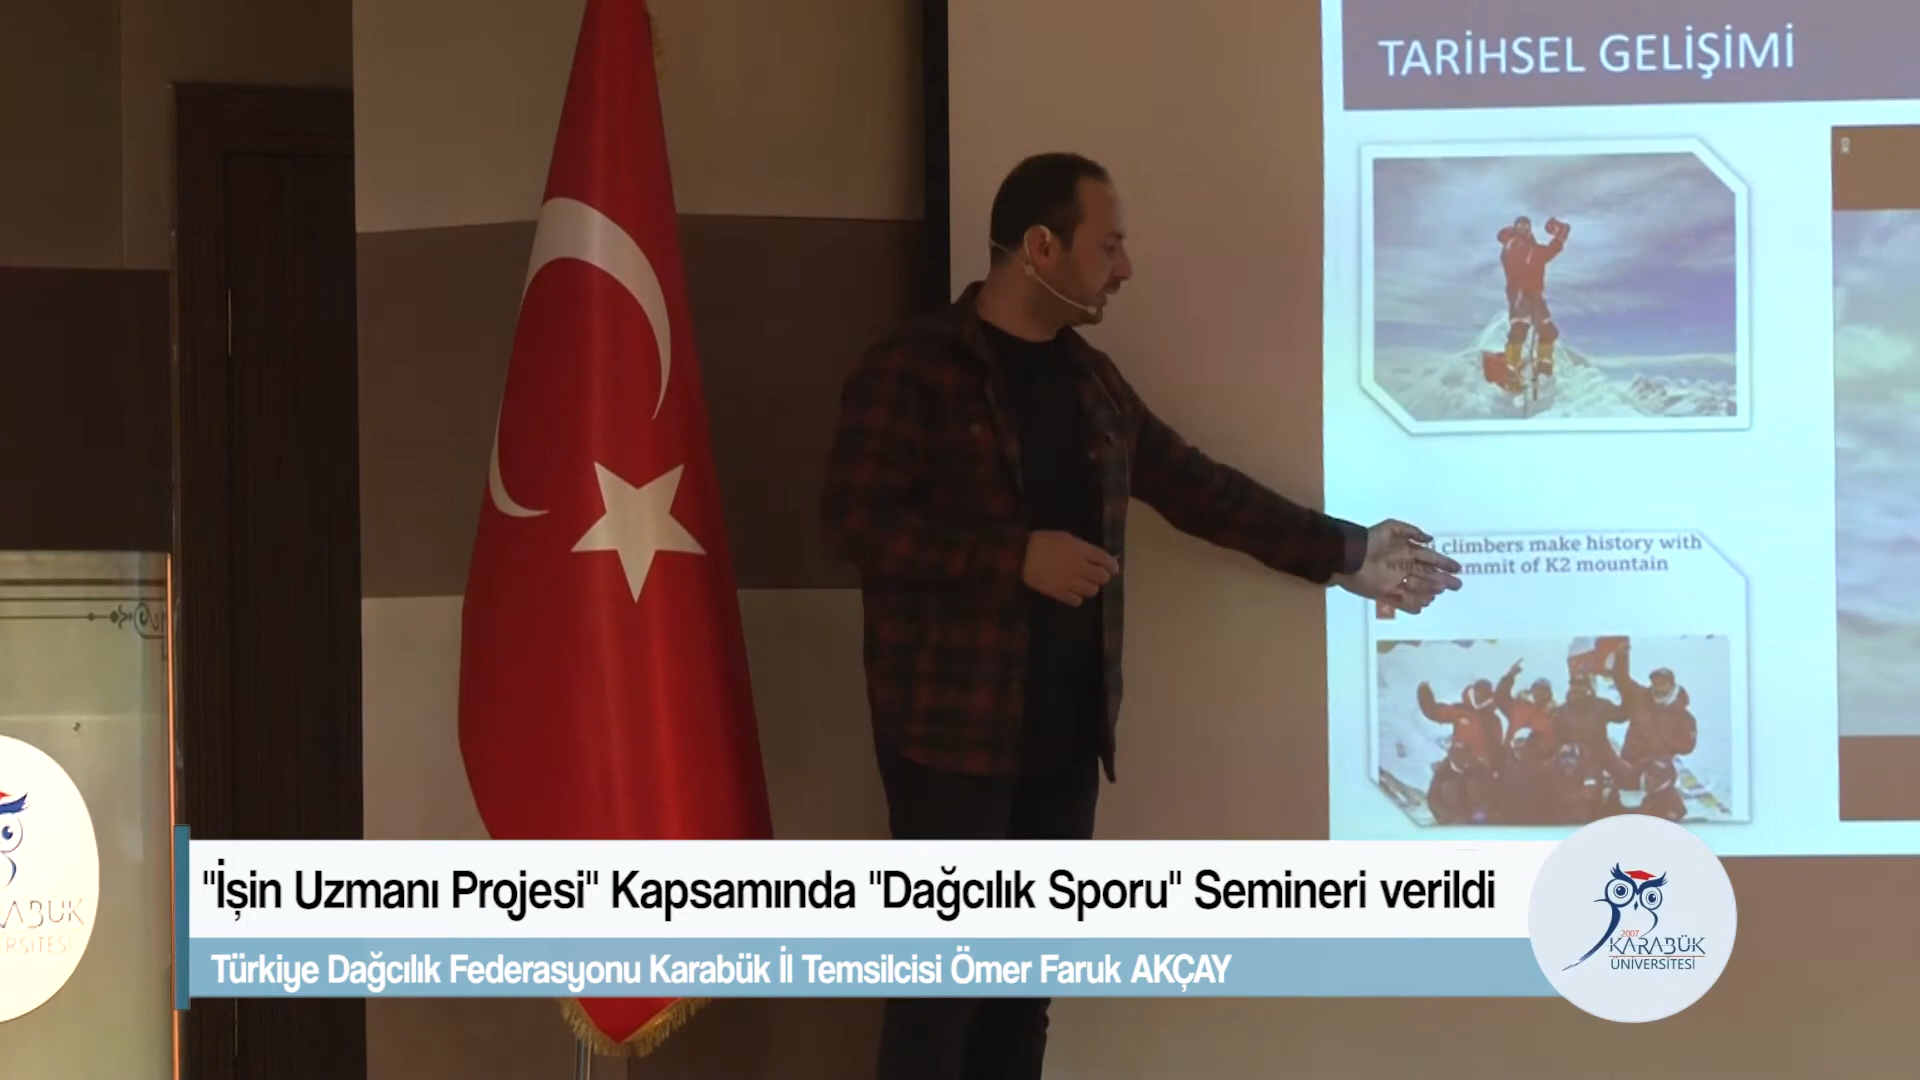 TARİHSEL GELİŞİMİ
climbers make history with
summit of K2 mountain
"İşin Uzmanı Projesi" Kapsamında "Dağcılık Sporu" Semineri verildi
Türkiye Dağcılık Federasyonu Karabük İl Temsilcisi Ömer Faruk AKÇAY
2007
KARABÜK
ÜNİVERSİTESİ